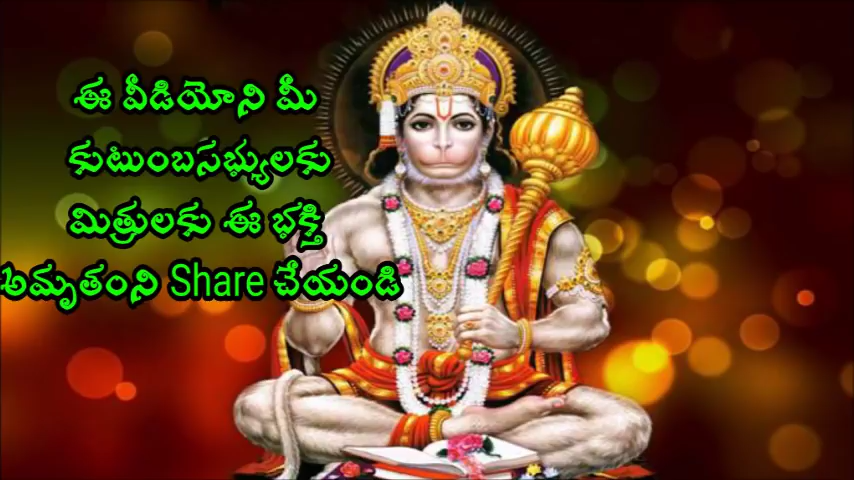 ఈ వీడియోని మీ
కుటుంబసభ్యులకు
మిత్రులకు ఈ భక్తి
అమృతంని Share చేయండి